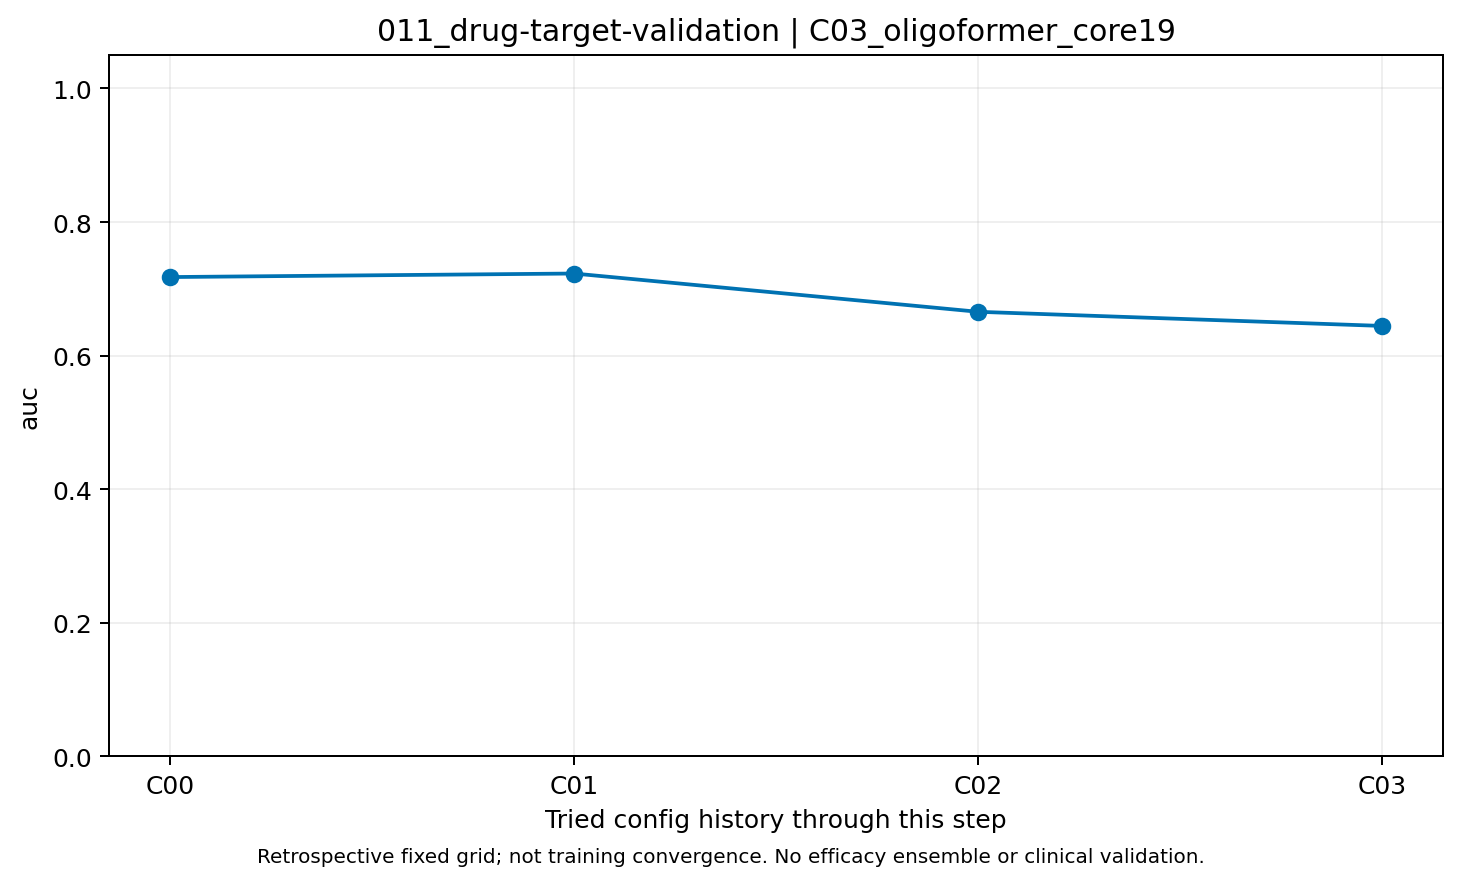 011_drug-target-validation | C03_oligoformer_core19
1.0
0.8
0.6
0.4
0.2
0.0
auc
C00 C01 C02 C03
Tried config history through this step
Retrospective fixed grid; not training convergence. No efficacy ensemble or clinical validation.